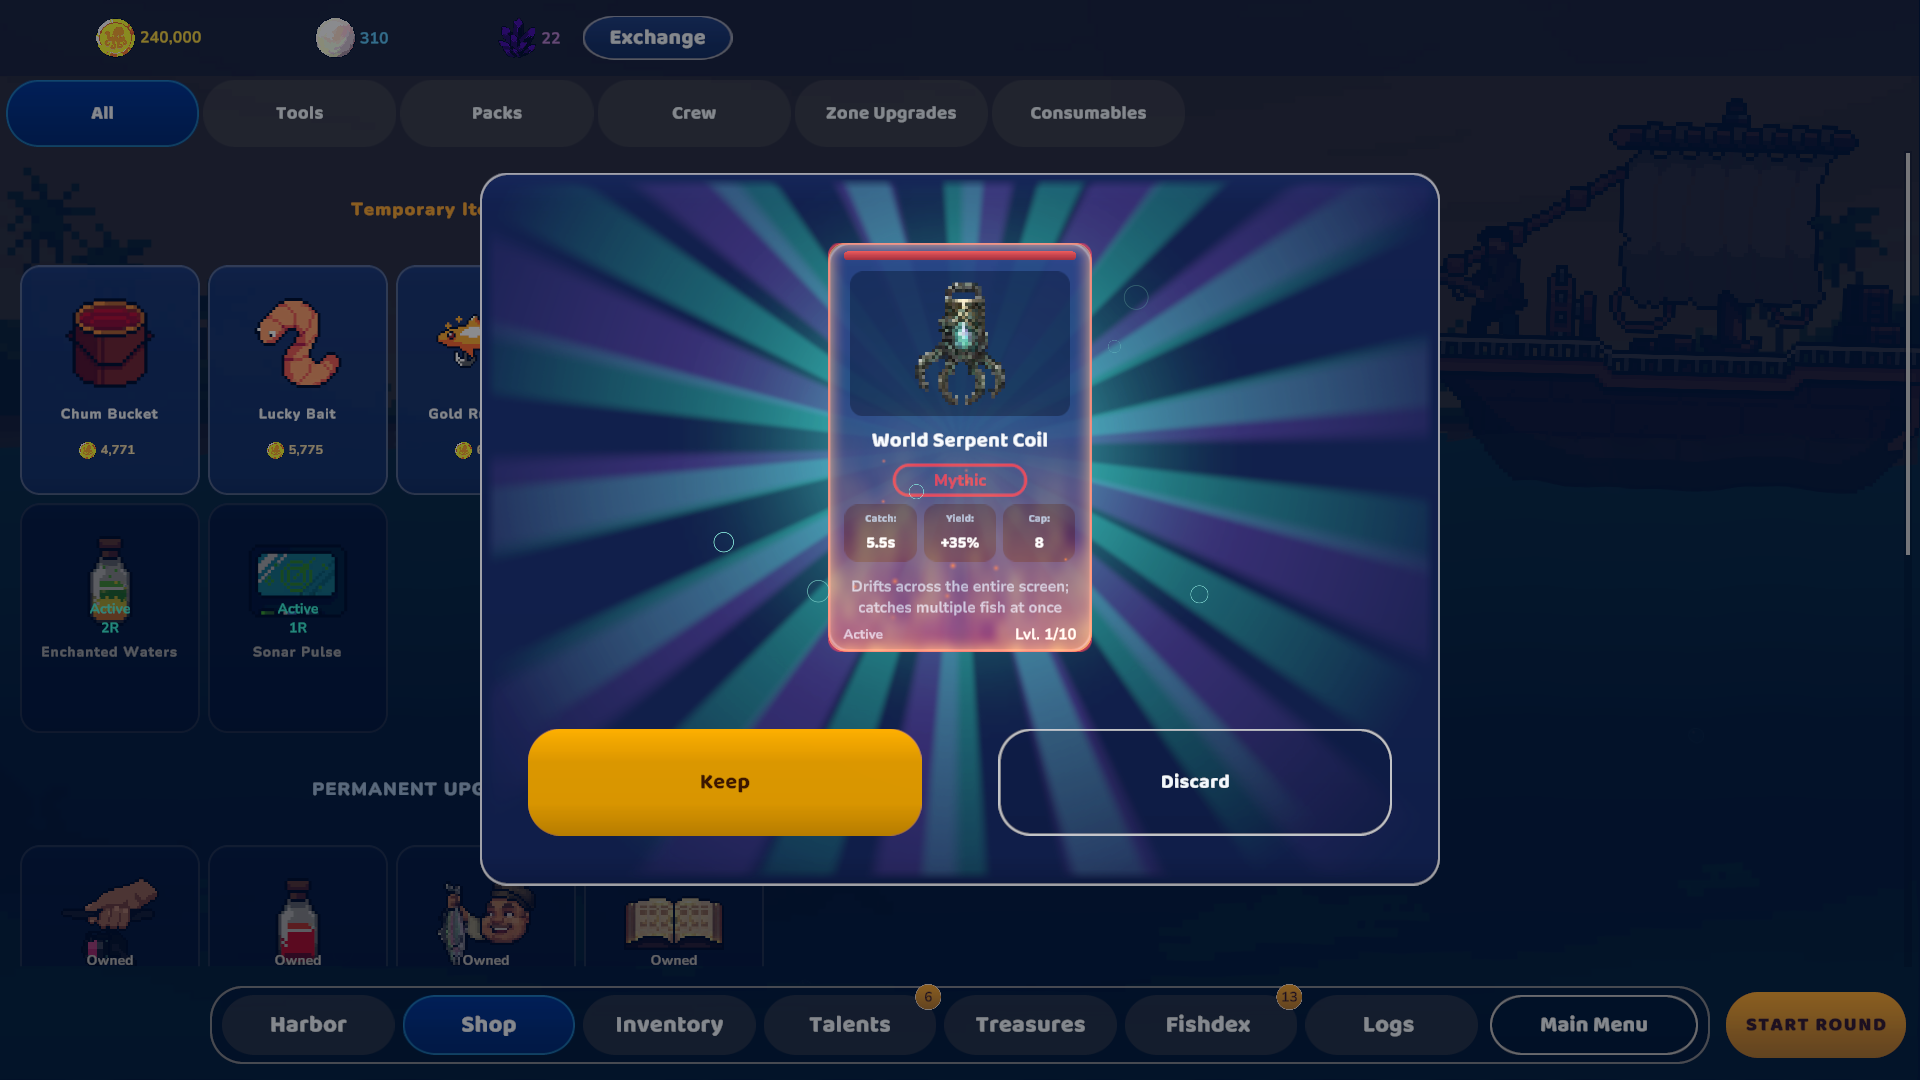 240,000
310
22
Exchange
All
Tools
Packs
Crew
Zone Upgrades
Consumables
Temporary
Chum Bucket
4,771
Lucky Bait
5,775
Gold
Active
2R
Enchanted Waters
Active
1R
Sonar Pulse
World Serpent Coil
Mythic
Catch:
5.5s
Yield:
+35%
Cap:
8
Drifts across the entire screen;
catches multiple fish at once
Active
Lvl. 1/10
Keep
Discard
PERMANENT
Owned
Owned
Owned
Owned
Harbor
Shop
Inventory
Talents
6
Treasures
Fishdex
13
Logs
Main Menu
START ROUND